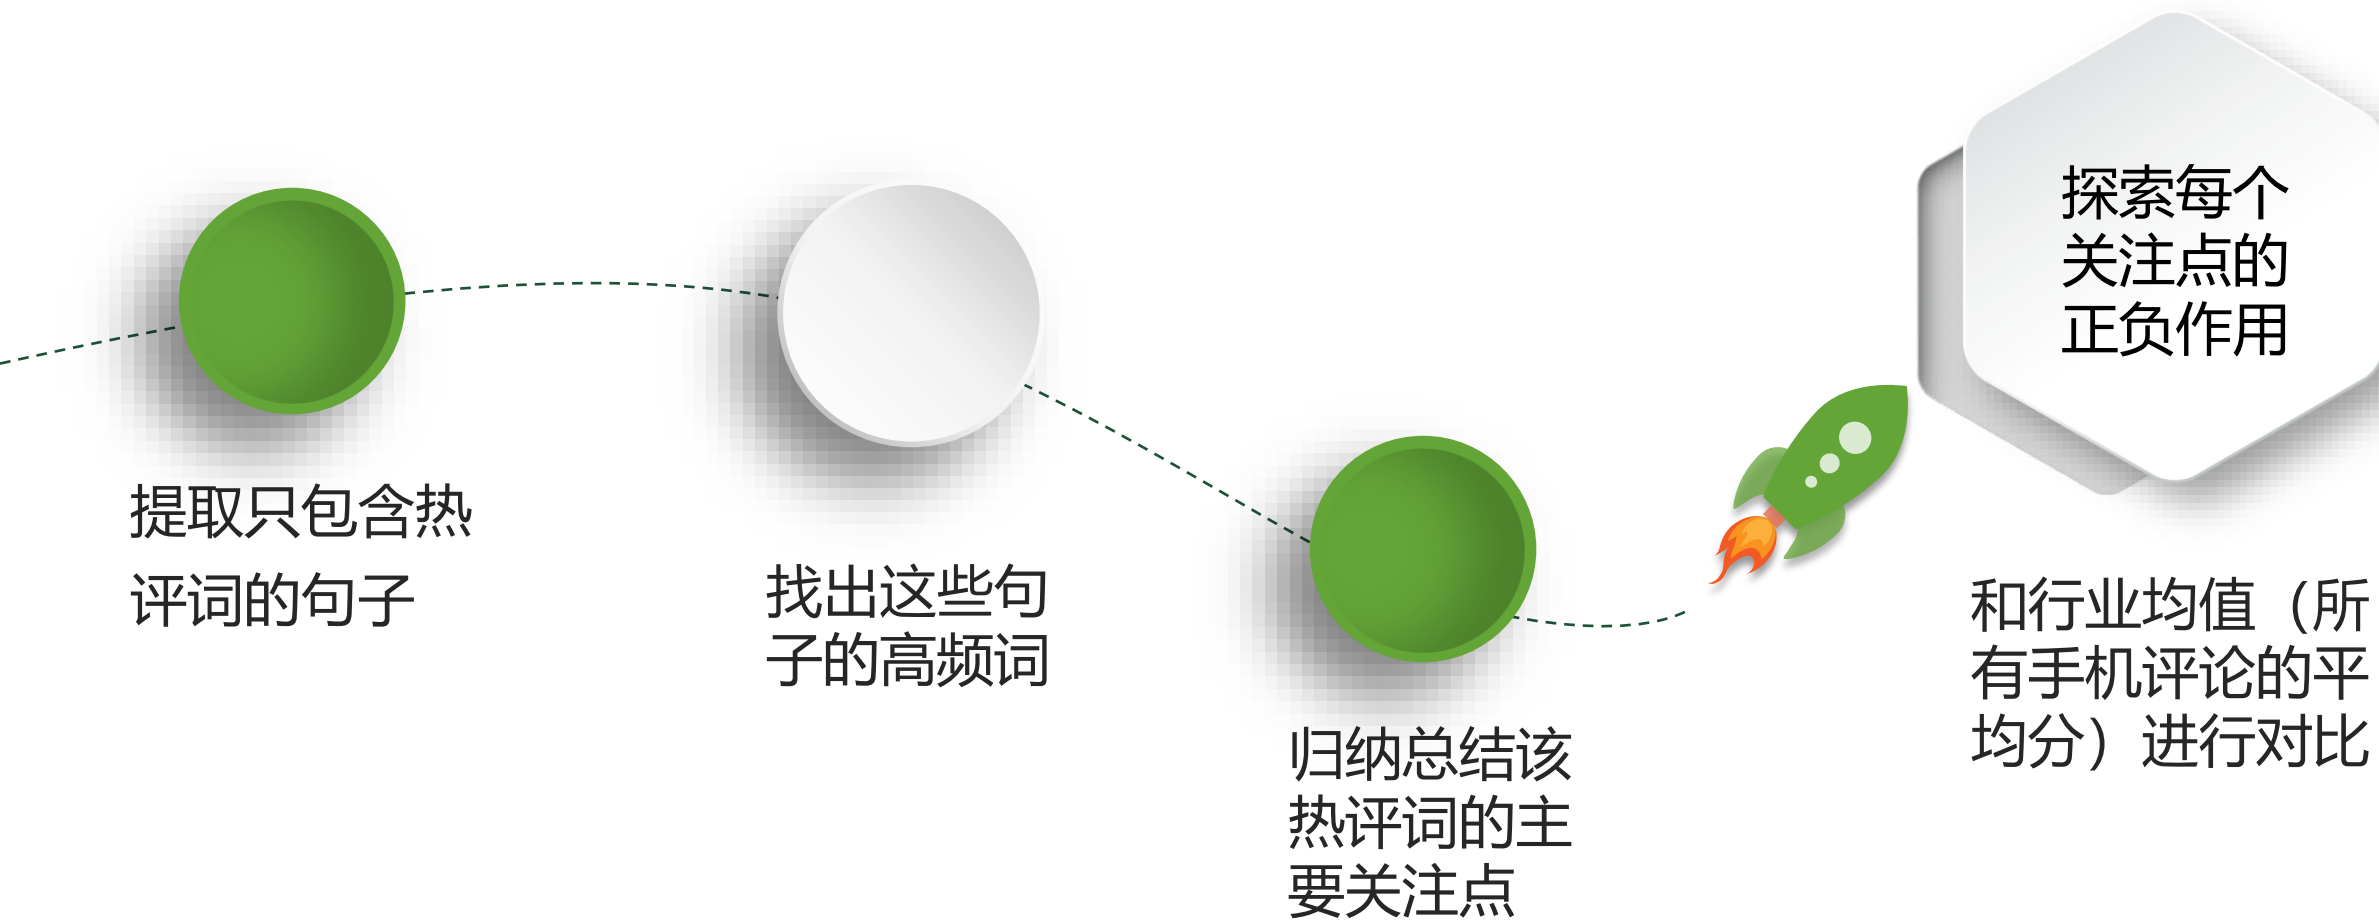 提取只包含热
评词的句子
找出这些句
子的高频词
归纳总结该
热评词的主
要关注点
探索每个
关注点的
正负作用
和行业均值（所
有手机评论的平
均分）进行对比